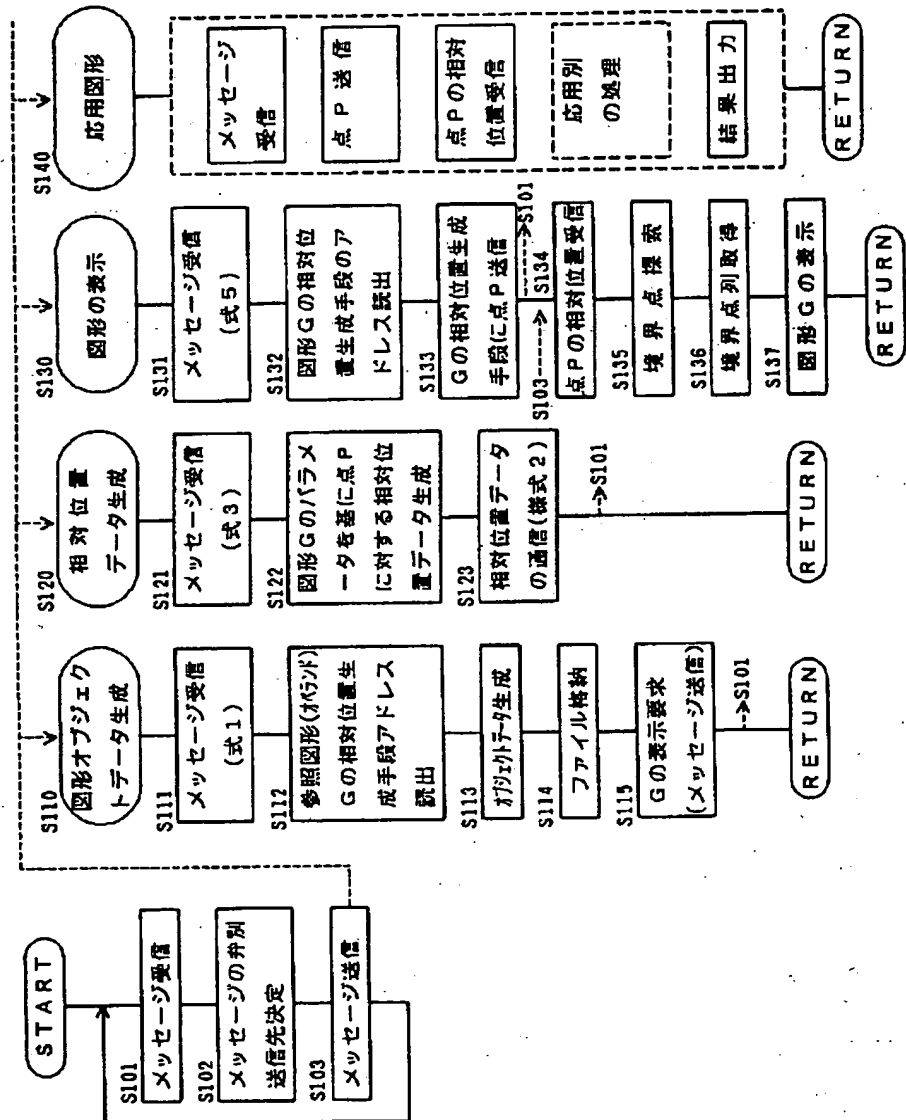 START
S101
メッセージ受信
S102
メッセージの弁別
送信先決定
S103
メッセージ送信
S110
図形オブジェク
トデータ生成
S111
メッセージ受信
(式1)
S112
参照図形(オペランド)
Gの相対位置生
成手段アドレス
読出
S113
オブジェクトデータ生成
S114
ファイル格納
S115
Gの表示要求
(メッセージ送信)
S101
RETURN
S120
相対位置
データ生成
S121
メッセージ受信
(式3)
S122
図形Gのパラメ
ータを基に点P
に対する相対位
置データ生成
S123
相対位置データ
の通信(様式2)
S101
RETURN
S130
図形の表示
S131
メッセージ受信
(式5)
S132
図形Gの相対位
置生成手段のア
ドレス読出
S133
Gの相対位置生成
手段に点P送信
S101
S103
S134
点Pの相対位置受信
S135
境界点探索
S136
境界点列取得
S137
図形Gの表示
RETURN
S140
応用図形
メッセージ
受信
点P送信
点Pの相対
位置受信
応用別
の処理
結果出力
RETURN